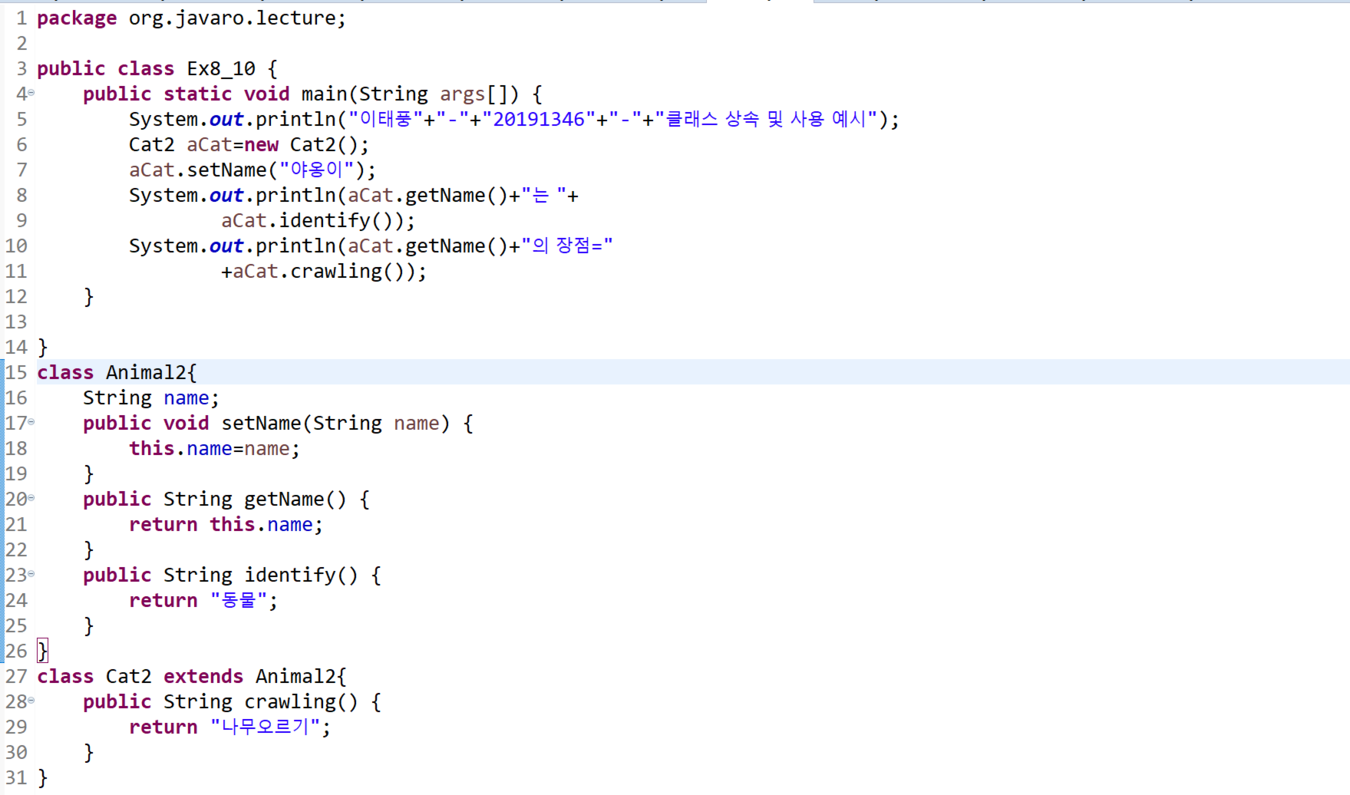 1 package org.javaro.lecture;
2
3 public class Ex8_10 {
4     public static void main(String args[]) {
5         System.out.println("이태풍"+"-"+"20191346"+"-"+"클래스 상속 및 사용 예시");
6         Cat2 aCat=new Cat2();
7         aCat.setName("야옹이");
8         System.out.println(aCat.getName()+"는 "+
9                 aCat.identify());
10         System.out.println(aCat.getName()+"의 장점="
11                 +aCat.crawling());
12     }
13
14 }
15 class Animal2{
16     String name;
17     public void setName(String name) {
18         this.name=name;
19     }
20     public String getName() {
21         return this.name;
22     }
23     public String identify() {
24         return "동물";
25     }
26 }
27 class Cat2 extends Animal2{
28     public String crawling() {
29         return "나무오르기";
30     }
31 }